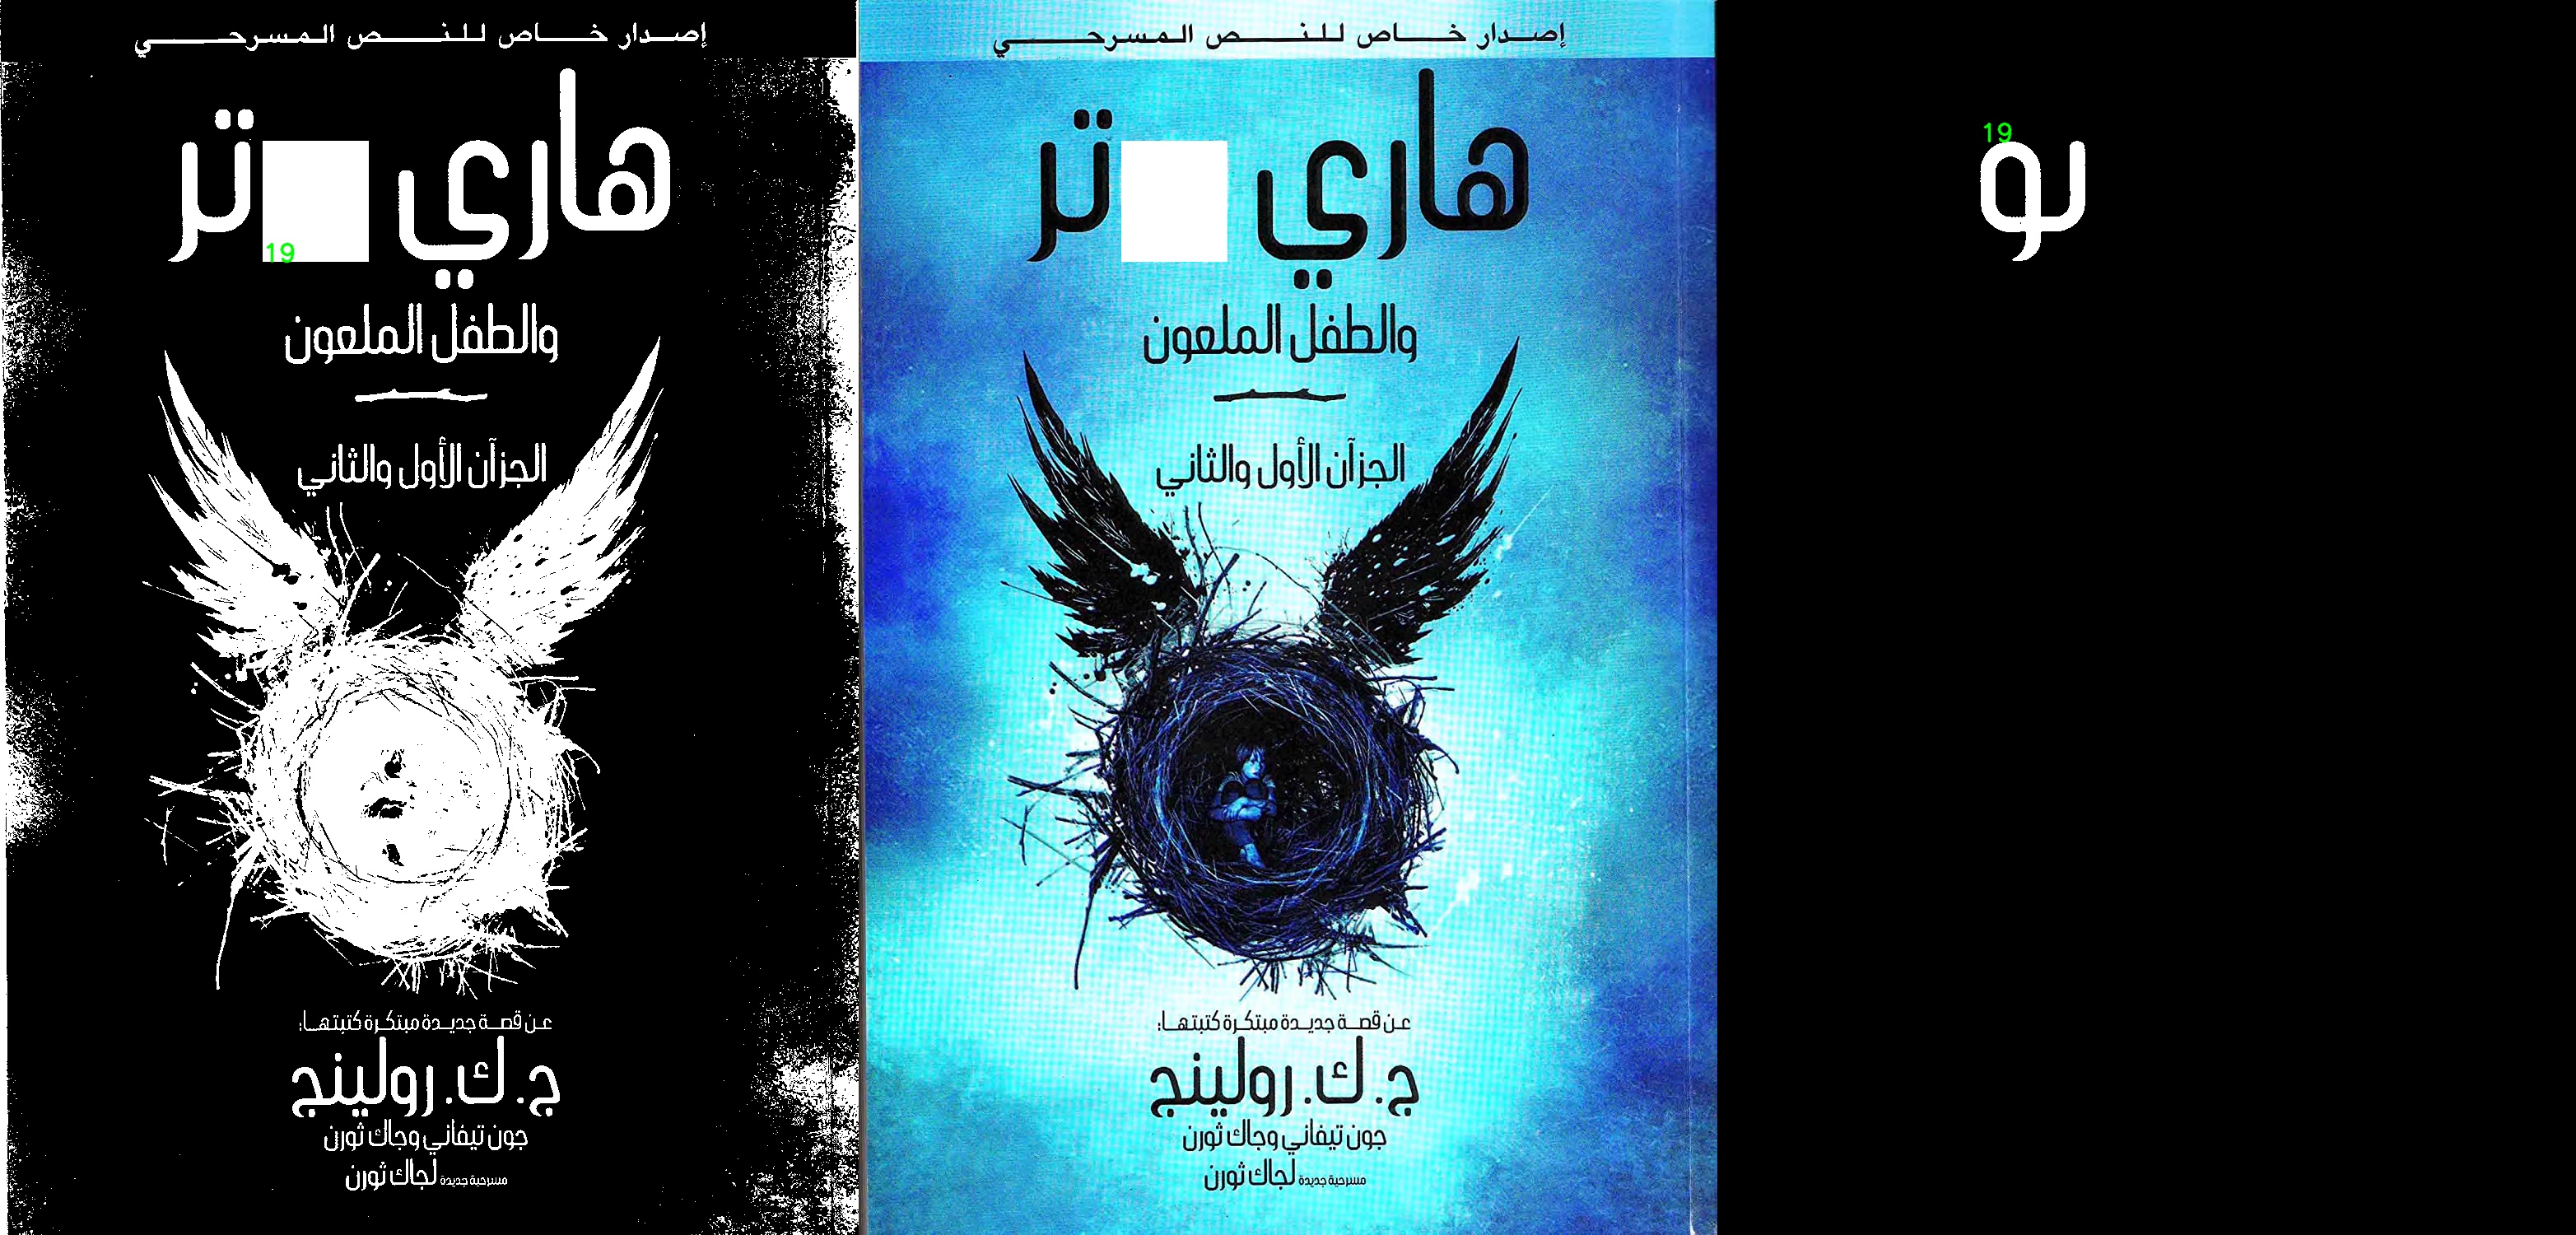 إصدار خاص للنص المسرحي
هاري تر
19
والطفل الملعون
الجزآن الأول والثاني
عن قصة جديدة مبتكرة كتبتها:
ج. ك. رولينج
جون تيفاني وجاك ثورن
مسرحية جديدة لجاك ثورن
إصدار خاص للنص المسرحي
هاري تر
والطفل الملعون
الجزآن الأول والثاني
عن قصة جديدة مبتكرة كتبتها:
ج. ك. رولينج
جون تيفاني وجاك ثورن
مسرحية جديدة لجاك ثورن
19
ىو